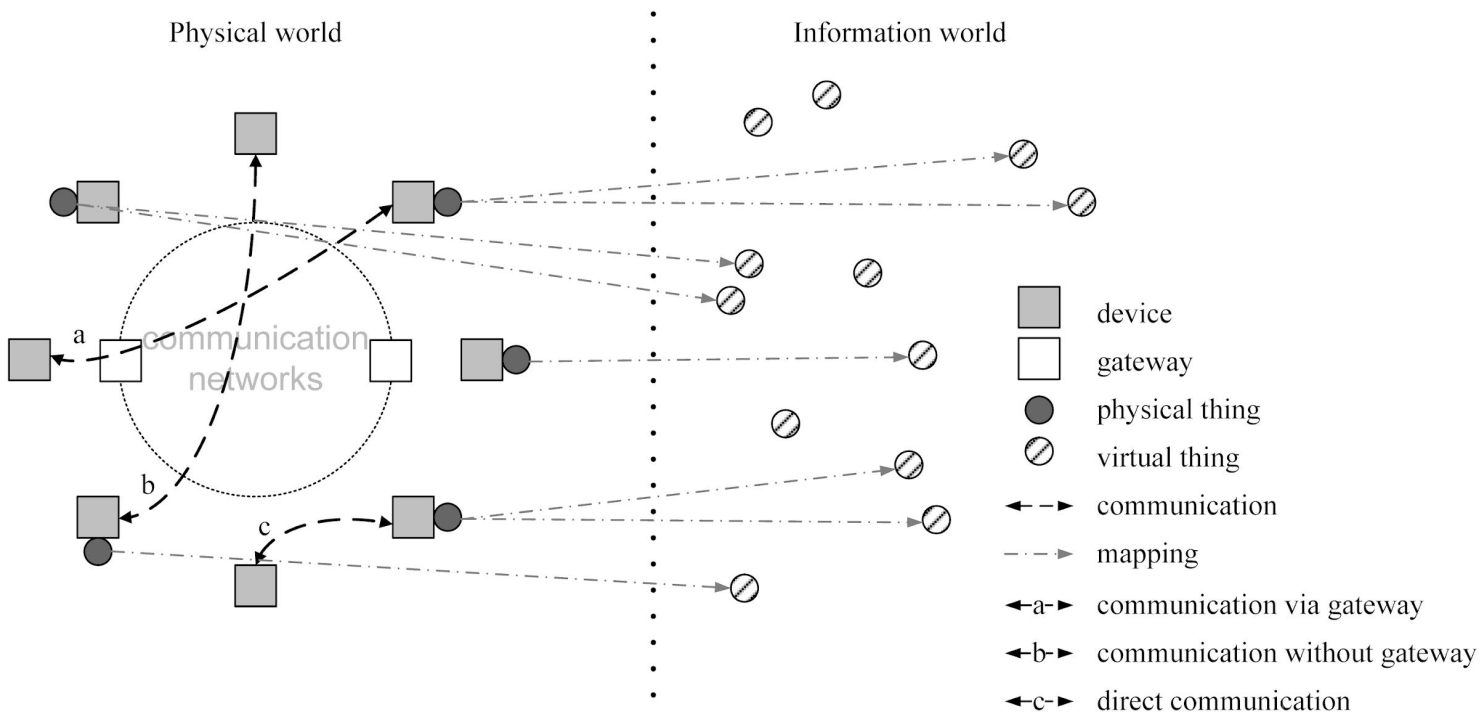 Physical world
Information world
a
communication
networks
b
c
device
gateway
physical thing
virtual thing
communication
mapping
a communication via gateway
b communication without gateway
c direct communication